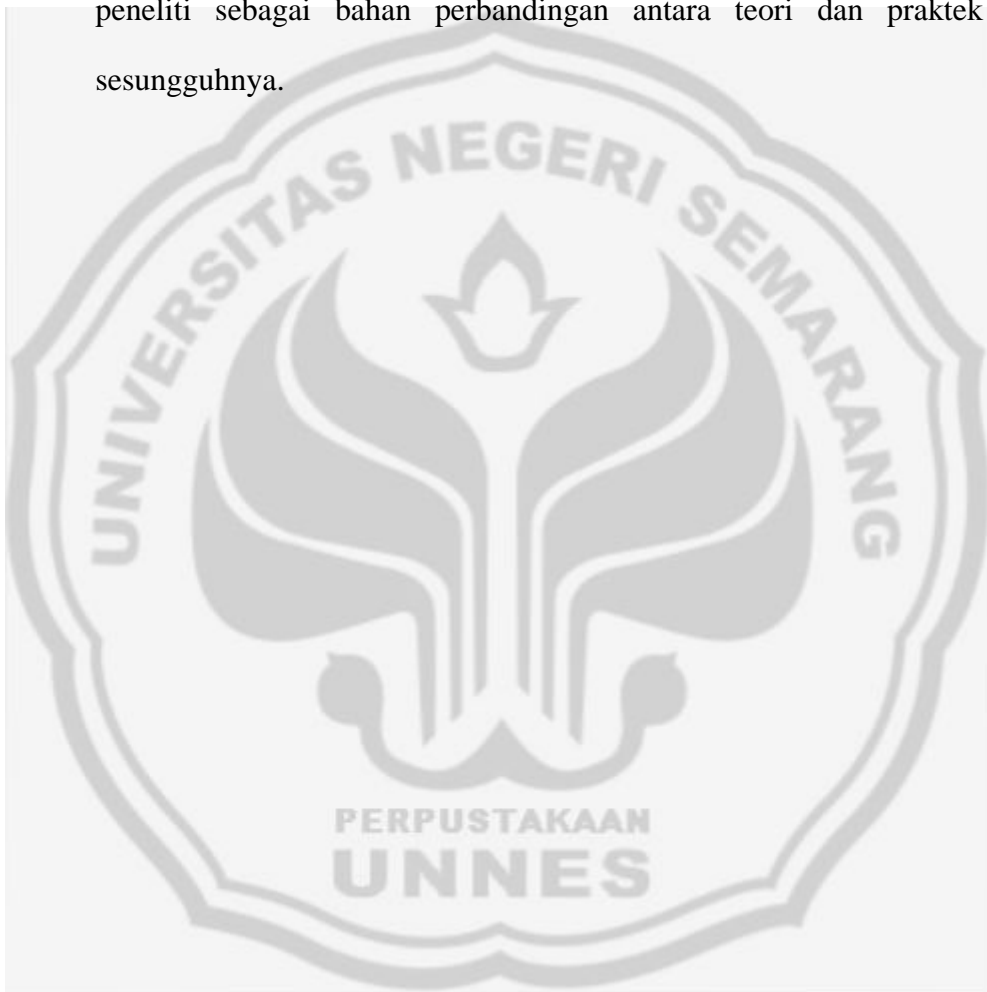 peneliti sebagai bahan perbandingan antara teori dan praktek
sesungguhnya.
UNIVERSITAS NEGERI SEMARANG
PERPUSTAKAAN
UNNES